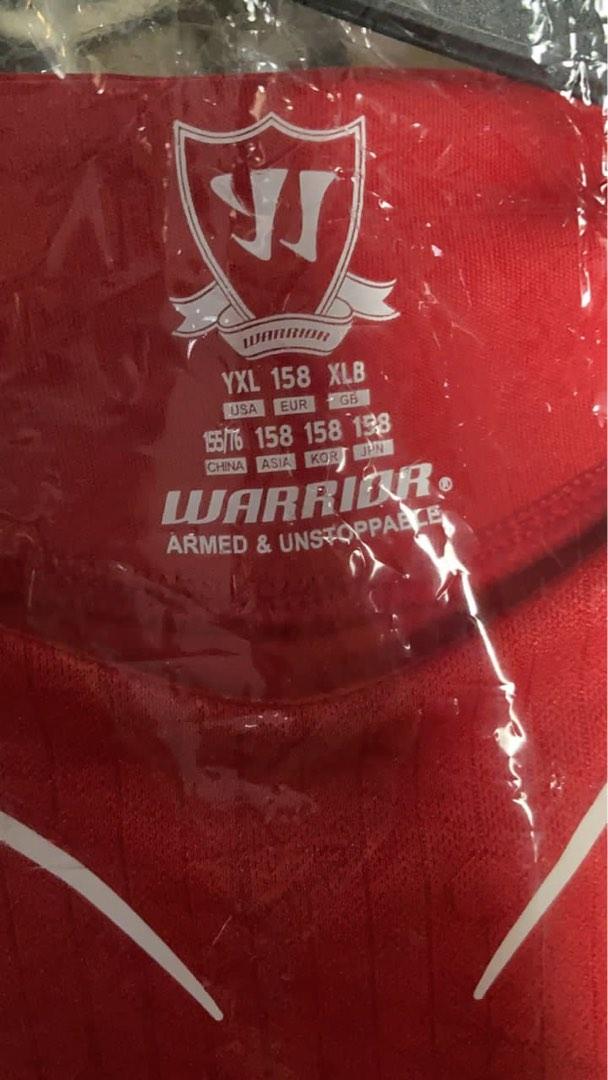 WARRIOR
YXL 158 XLB
USA EUR GB
155/76 158 158 158
CHINA ASIA KOR JPN
WARRIOR®
ARMED & UNSTOPPABLE